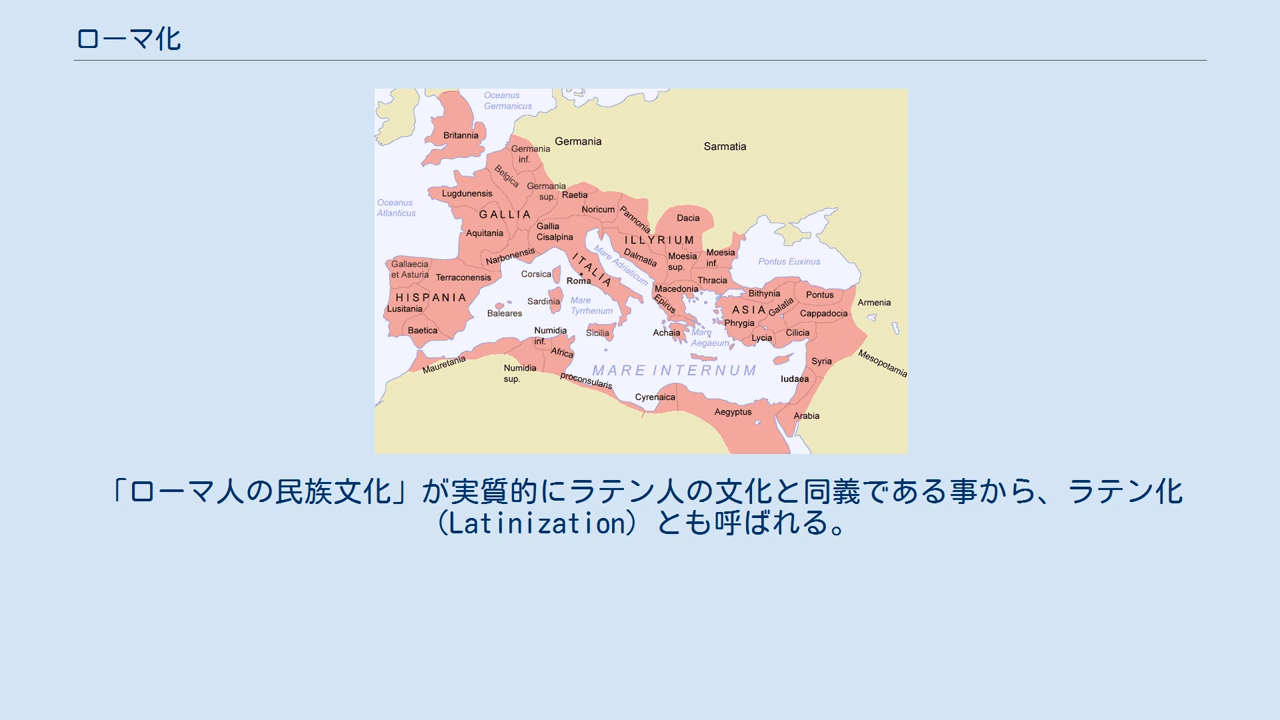 ローマ化
Oceanus
Germanicus
Britannia
Germania
Sarmatia
Germania
inf.
Belgica
Germania
sup.
Raetia
Lugdunensis
Oceanus
Atlanticus
GALLIA
Noricum
Pannonia
Dacia
Aquitania
Gallia
Cisalpina
ILLYRIUM
Narbonensis
Mare Adriaticum
Dalmatia
Moesia
sup.
Moesia
inf.
Pontus Euxinus
Gallaecia
et Asturia
Terraconensis
Corsica
ITALIA
Roma
Thracia
Macedonia
Epirus
Bithynia
Pontus
Armenia
HISPANIA
Lusitania
Baleares
Sardinia
Mare
Tyrrhenum
ASIA
Galatia
Cappadocia
Phrygia
Baetica
Numidia
inf.
Sicilia
Achaia
Mare
Aegaeum
Lycia
Cilicia
Africa
Mauretania
Numidia
sup.
proconsularis
MARE INTERNUM
Syria
Mesopotamia
Iudaea
Cyrenaica
Aegyptus
Arabia
「ローマ人の民族文化」が実質的にラテン人の文化と同義である事から、ラテン化
（Latinization）とも呼ばれる。